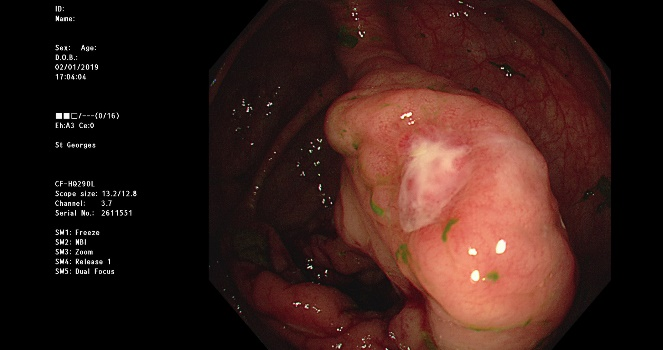 ID:
Name:
Sex: Age:
D.O.B.:
02/01/2019
17:04:04
■■□/---(0/16)
Eh:A3 Ce:0
St Georges
CF-HQ290L
Scope size: 13.2/12.8
Channel: 3.7
Serial No.: 2611551
SW1: Freeze
SW2: NBI
SW3: Zoom
SW4: Release 1
SW5: Dual Focus